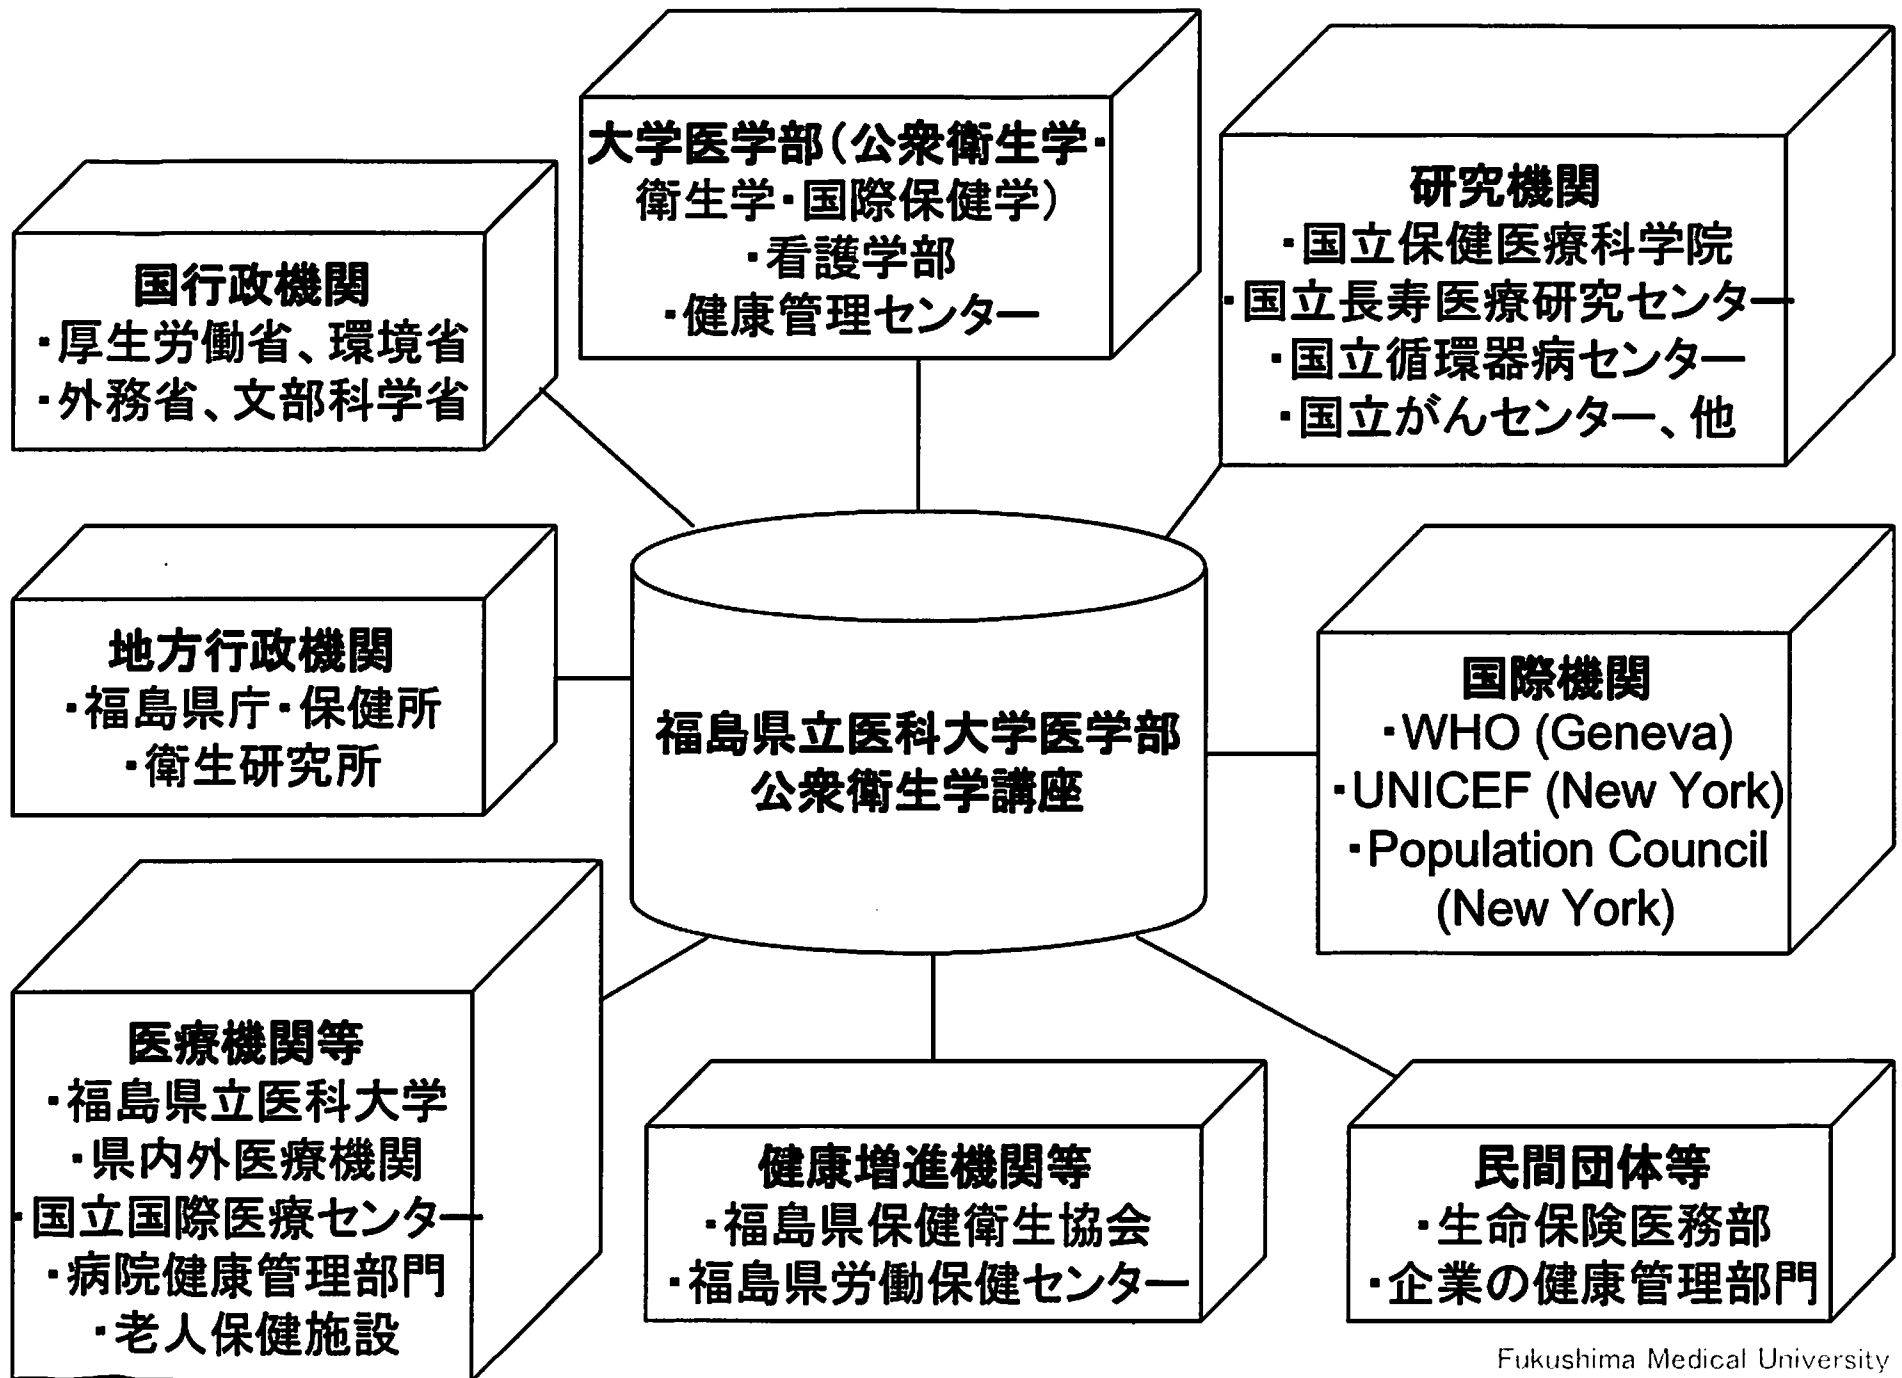 大学医学部(公衆衛生学・
衛生学・国際保健学)
・看護学部
・健康管理センター
研究機関
・国立保健医療科学院
・国立長寿医療研究センター
・国立循環器病センター
・国立がんセンター、他
国行政機関
・厚生労働省、環境省
・外務省、文部科学省
地方行政機関
・福島県庁・保健所
・衛生研究所
福島県立医科大学医学部
公衆衛生学講座
国際機関
・WHO (Geneva)
・UNICEF (New York)
・Population Council
(New York)
医療機関等
・福島県立医科大学
・県内外医療機関
・国立国際医療センター
・病院健康管理部門
・老人保健施設
健康増進機関等
・福島県保健衛生協会
・福島県労働保健センター
民間団体等
・生命保険医務部
・企業の健康管理部門
Fukushima Medical University